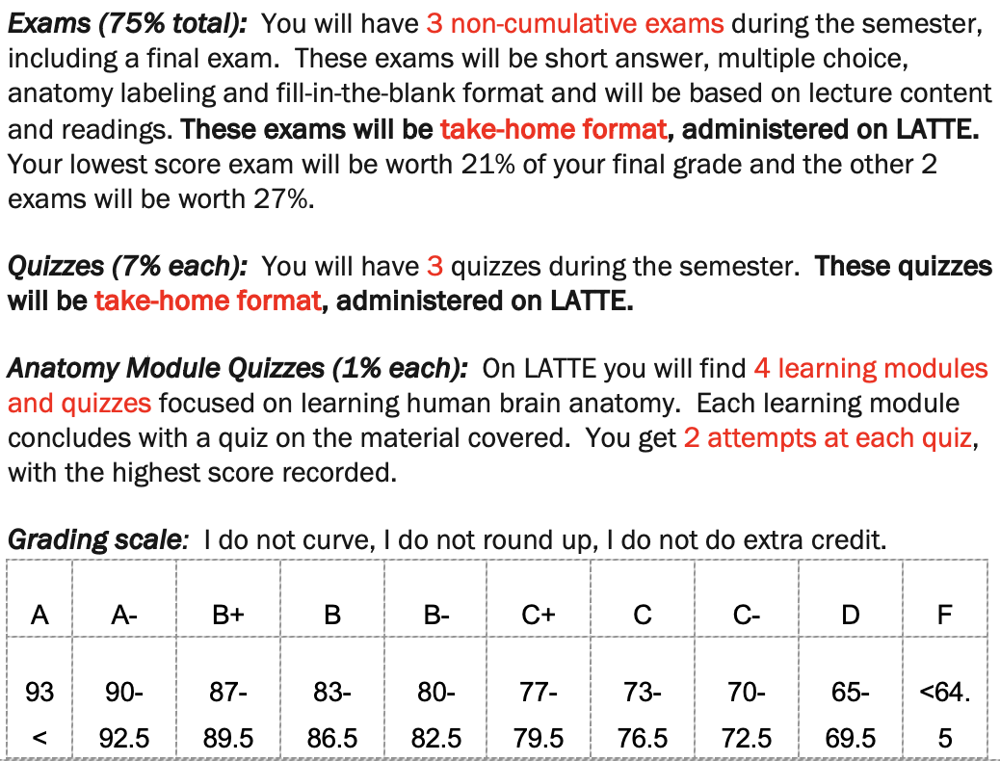 Exams (75% total):  You will have 3 non-cumulative exams during the semester,
including a final exam.  These exams will be short answer, multiple choice,
anatomy labeling and fill-in-the-blank format and will be based on lecture content
and readings. These exams will be take-home format, administered on LATTE.
Your lowest score exam will be worth 21% of your final grade and the other 2
exams will be worth 27%.
Quizzes (7% each):  You will have 3 quizzes during the semester.  These quizzes
will be take-home format, administered on LATTE.
Anatomy Module Quizzes (1% each):  On LATTE you will find 4 learning modules
and quizzes focused on learning human brain anatomy.  Each learning module
concludes with a quiz on the material covered.  You get 2 attempts at each quiz,
with the highest score recorded.
Grading scale:  I do not curve, I do not round up, I do not do extra credit.
A A- B+ B B- C+ C C- D F
93 90- 87- 83- 80- 77- 73- 70- 65- <64.
< 92.5 89.5 86.5 82.5 79.5 76.5 72.5 69.5 5